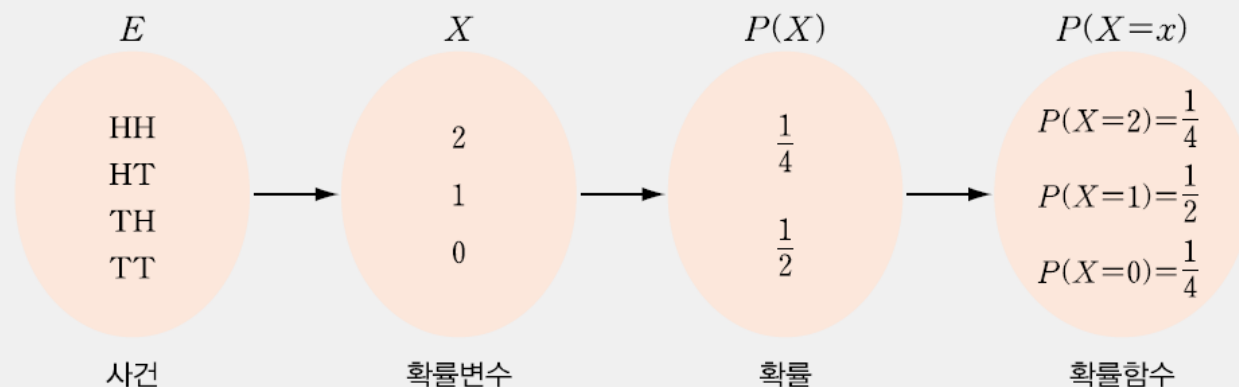 E X P(X) P(X=x)
HH
HT
TH
TT
2
1
0
1/4
1/2
P(X=2)=1/4
P(X=1)=1/2
P(X=0)=1/4
사건 확률변수 확률 확률함수